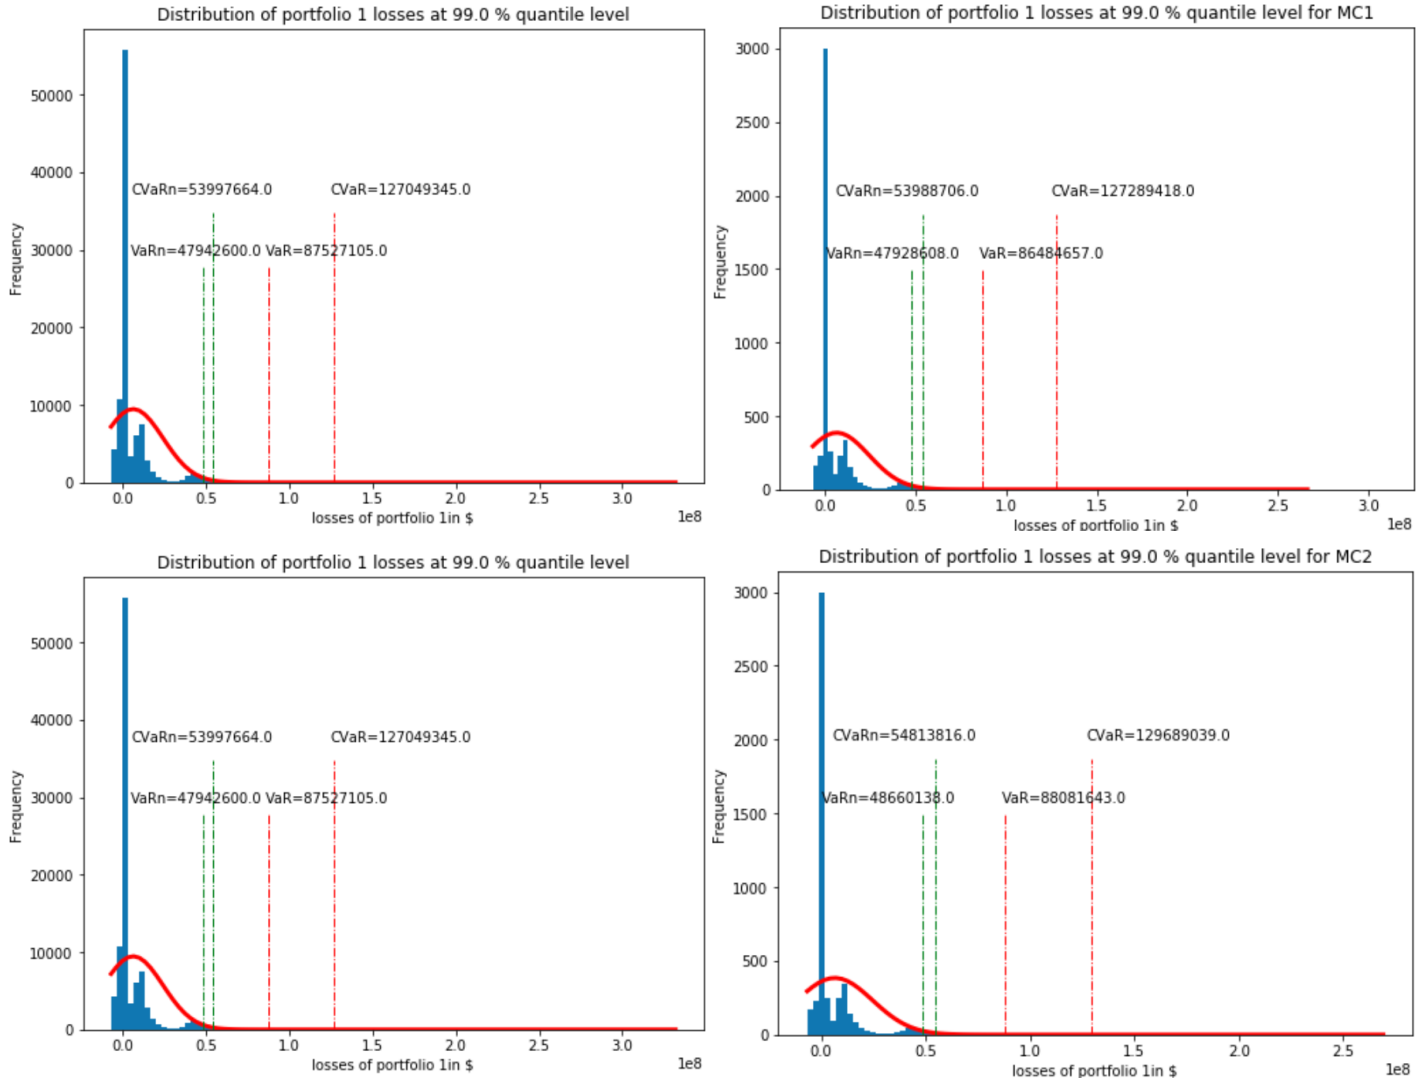 Distribution of portfolio 1 losses at 99.0 % quantile level
50000
40000
30000
20000
10000
0
Frequency
CVaRn=53997664.0
CVaR=127049345.0
VaRn=47942600.0
VaR=87527105.0
0.0 0.5 1.0 1.5 2.0 2.5 3.0
1e8
losses of portfolio 1in $
Distribution of portfolio 1 losses at 99.0 % quantile level for MC1
3000
2500
2000
1500
1000
500
0
Frequency
CVaRn=53988706.0
CVaR=127289418.0
VaRn=47928608.0
VaR=86484657.0
0.0 0.5 1.0 1.5 2.0 2.5 3.0
1e8
losses of portfolio 1in $
Distribution of portfolio 1 losses at 99.0 % quantile level
50000
40000
30000
20000
10000
0
Frequency
CVaRn=53997664.0
CVaR=127049345.0
VaRn=47942600.0
VaR=87527105.0
0.0 0.5 1.0 1.5 2.0 2.5 3.0
1e8
losses of portfolio 1in $
Distribution of portfolio 1 losses at 99.0 % quantile level for MC2
3000
2500
2000
1500
1000
500
0
Frequency
CVaRn=54813816.0
CVaR=129689039.0
VaRn=48660138.0
VaR=88081643.0
0.0 0.5 1.0 1.5 2.0 2.5
1e8
losses of portfolio 1in $